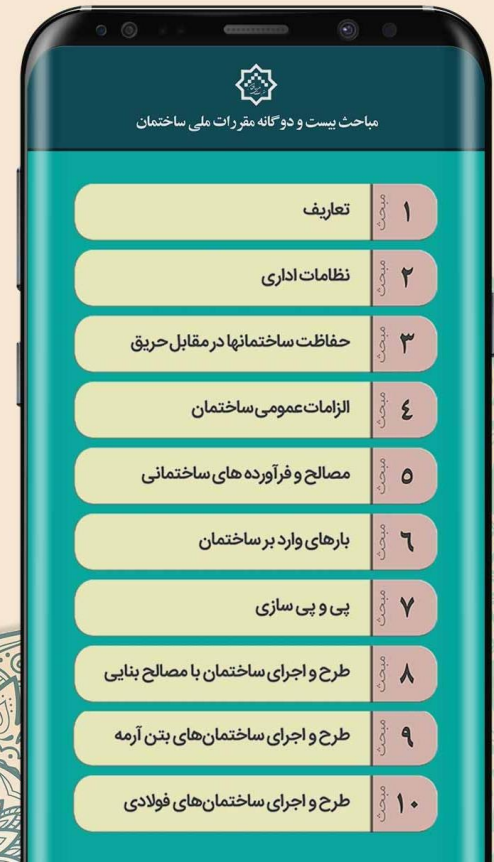 مباحث بیست و دو گانه مقررات ملی ساختمان
مبحث ۱ تعاریف
مبحث ۲ نظامات اداری
مبحث ۳ حفاظت ساختمانها در مقابل حریق
مبحث ٤ الزامات عمومی ساختمان
مبحث ۵ مصالح و فرآورده های ساختمانی
مبحث ٦ بارهای وارد بر ساختمان
مبحث ۷ پی و پی سازی
مبحث ۸ طرح و اجرای ساختمان با مصالح بنایی
مبحث ۹ طرح و اجرای ساختمان‌های بتن آرمه
مبحث ۱۰ طرح و اجرای ساختمان‌های فولادی